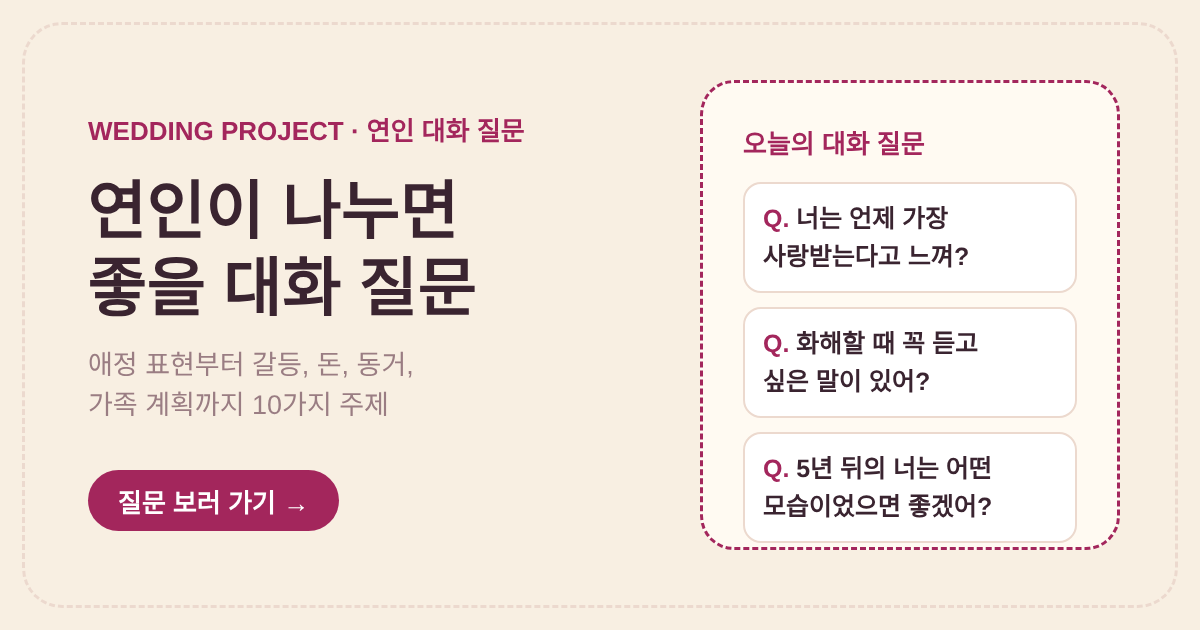 WEDDING PROJECT · 연인 대화 질문
연인이 나누면
좋을 대화 질문
애정 표현부터 갈등, 돈, 동거,
가족 계획까지 10가지 주제
질문 보러 가기 →
오늘의 대화 질문
Q. 너는 언제 가장
사랑받는다고 느껴?
Q. 화해할 때 꼭 듣고
싶은 말이 있어?
Q. 5년 뒤의 너는 어떤
모습이었으면 좋겠어?